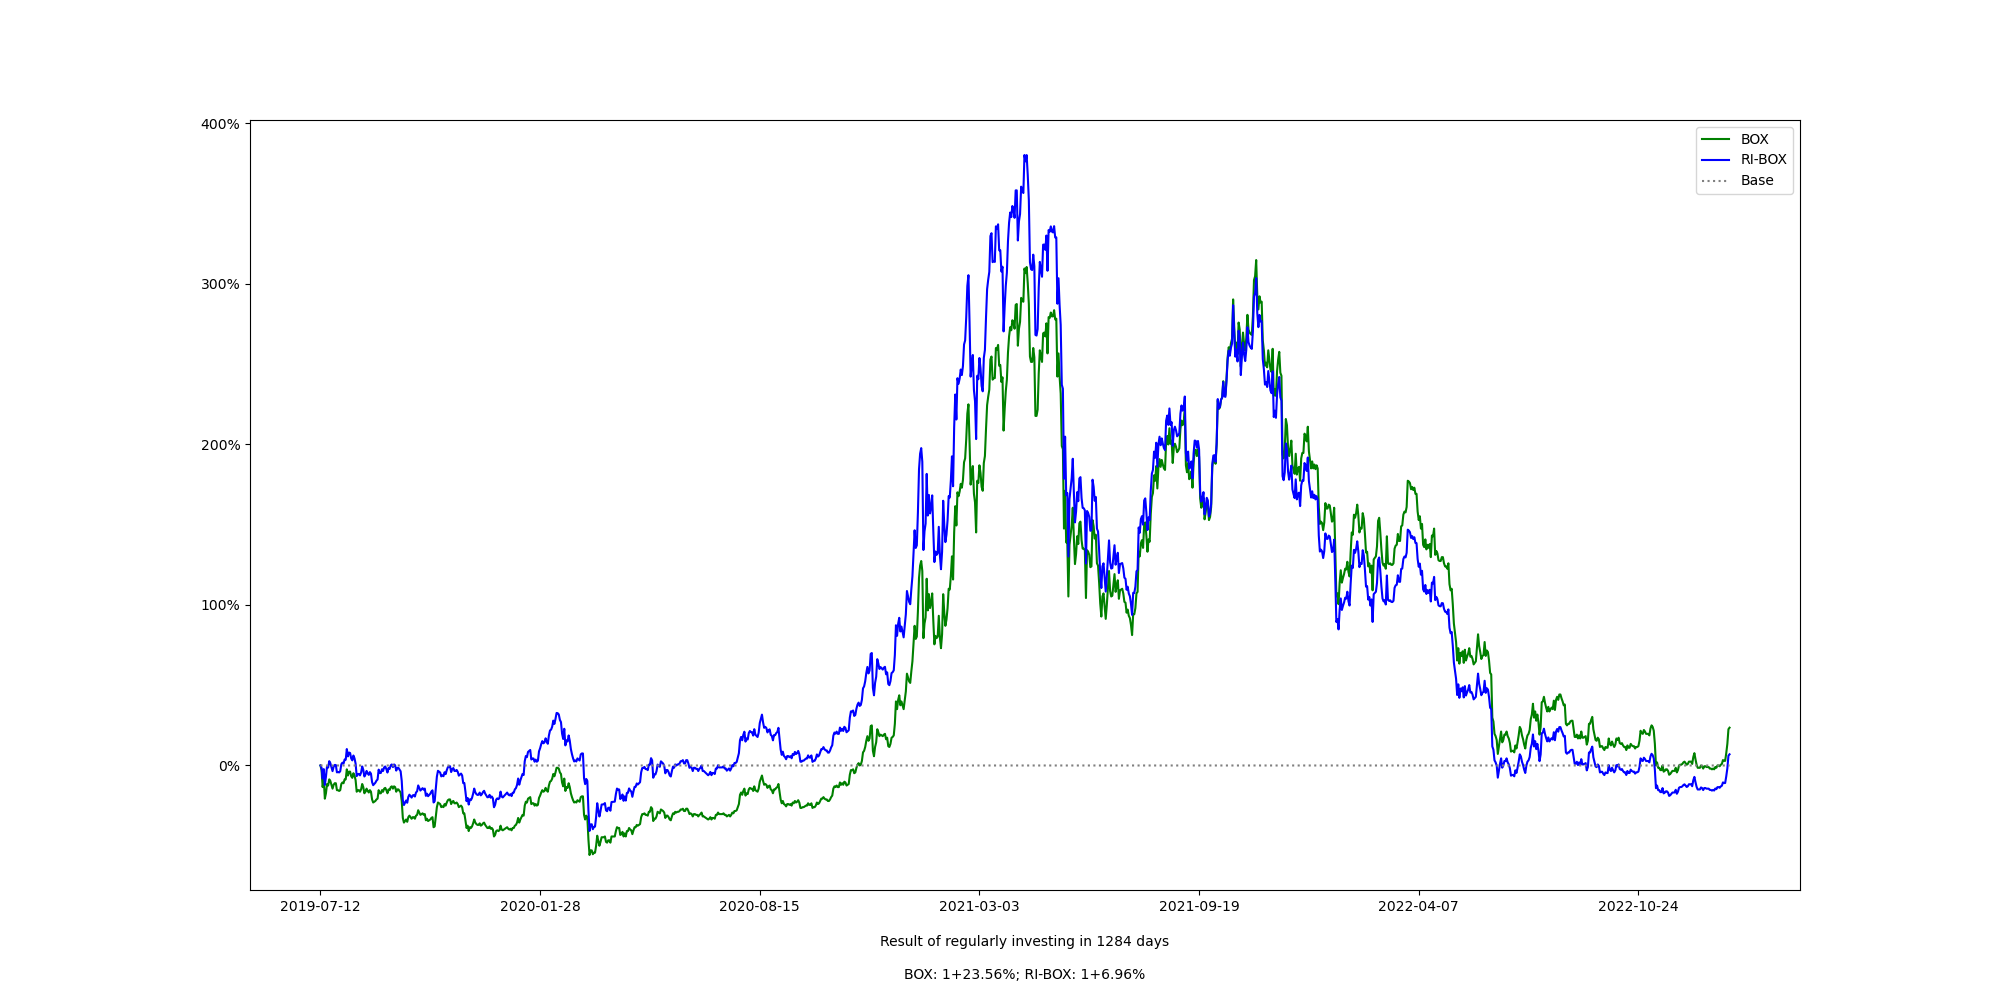 400%
300%
200%
100%
0%
BOX
RI-BOX
Base
2019-07-12 2020-01-28 2020-08-15 2021-03-03 2021-09-19 2022-04-07 2022-10-24
Result of regularly investing in 1284 days
BOX: 1+23.56%; RI-BOX: 1+6.96%